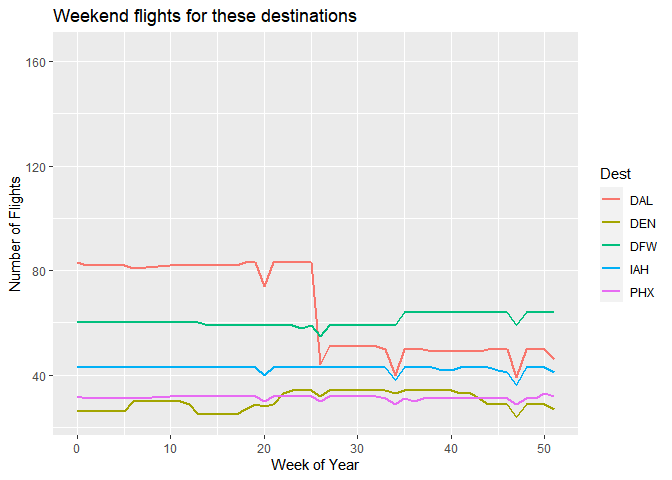 Weekend flights for these destinations
160
120
80
40
Number of Flights
0 10 20 30 40 50
Week of Year
Dest
DAL
DEN
DFW
IAH
PHX